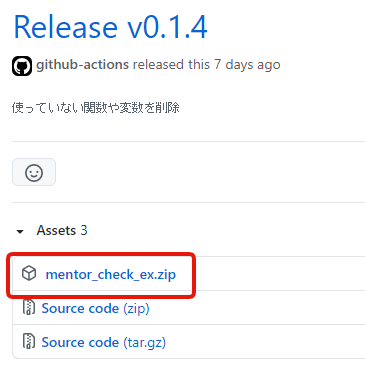 Release v0.1.4
github-actions released this 7 days ago
使っていない関数や変数を削除
Assets 3
mentor_check_ex.zip
Source code (zip)
Source code (tar.gz)